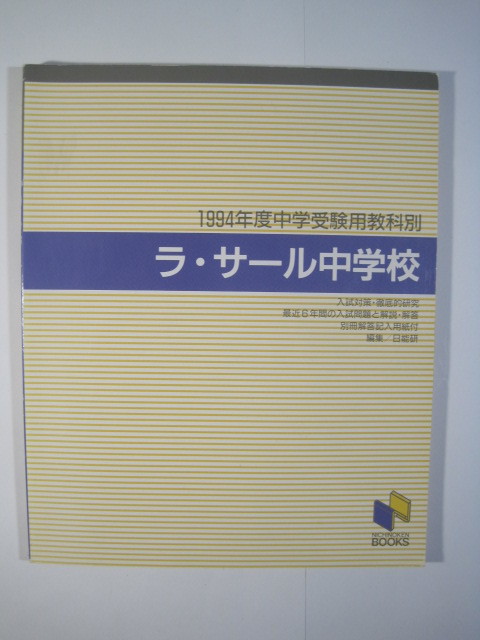 1994年度中学受験用教科別
ラ・サール中学校
入試対策・徹底的研究
最近6年間の入試問題と解説・解答
別冊解答記入用紙付
編集/日能研
NICHINOKEN
BOOKS